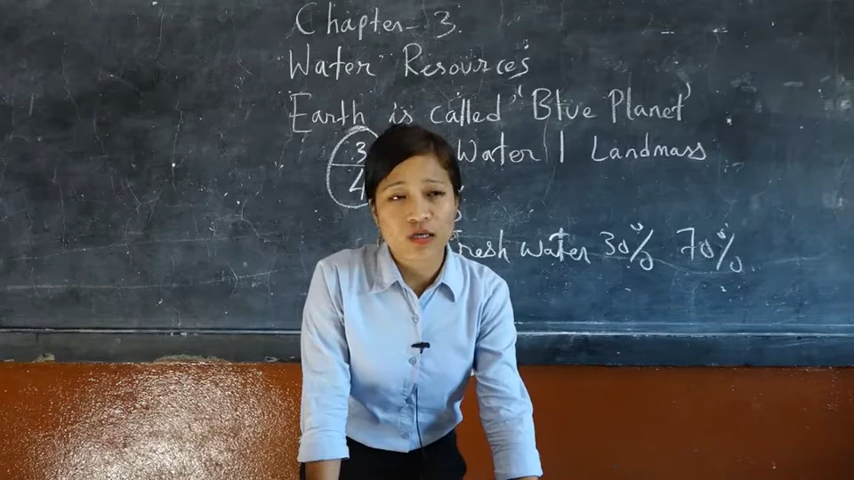 Chapter - 3
Water Resources
Earth is called 'Blue Planet'
3/4 Water | Landmass
Fresh water 30% 70%